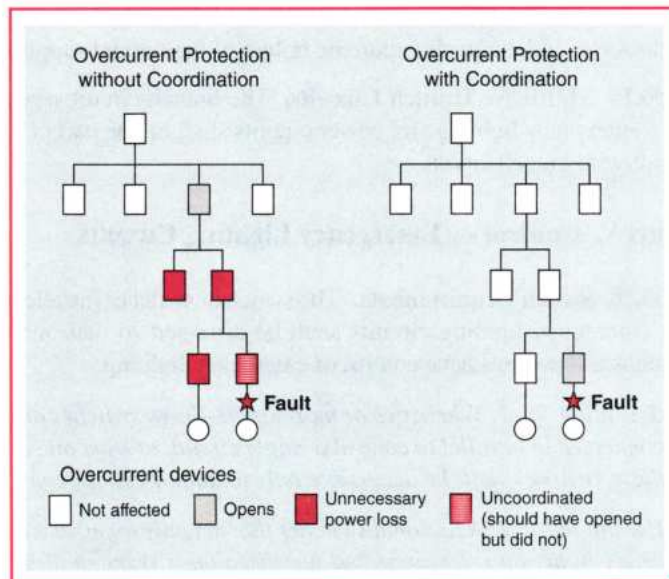 Overcurrent Protection
without Coordination
Overcurrent Protection
with Coordination
Fault
Fault
Overcurrent devices
Not affected
Opens
Unnecessary
power loss
Uncoordinated
(should have opened
but did not)